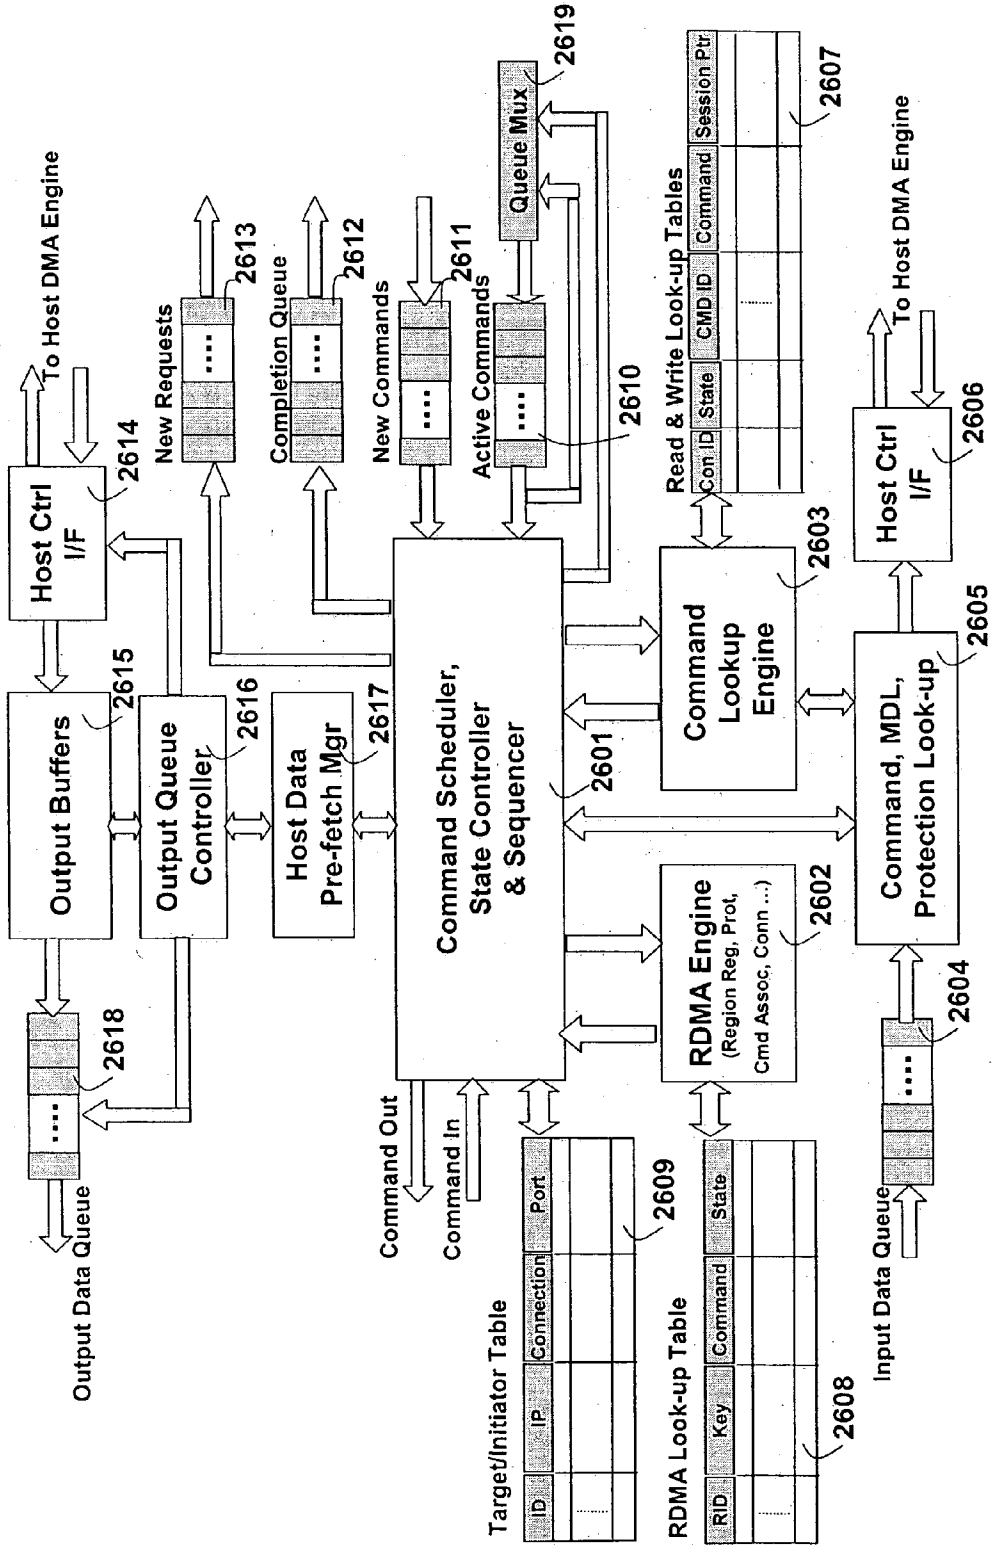 Output Data Queue
2618
Output Buffers
2615
Host Ctrl
I/F
2614
To Host DMA Engine
Output Queue
Controller
2616
New Requests
2613
Host Data
Pre-fetch Mgr
2617
Completion Queue
2612
Command Out
Command In
Command Scheduler,
State Controller
& Sequencer
2601
New Commands
2611
Active Commands
2610
Queue Mux
2619
Target/Initiator Table
ID
IP
Connection
Port
2609
RDMA Look-up Table
RID
Key
Command
State
2608
RDMA Engine
(Region Reg, Prot,
Cmd Assoc, Conn ...)
2602
Command
Lookup
Engine
2603
Read & Write Look-up Tables
Con ID
State
CMD ID
Command
Session Ptr
2607
Input Data Queue
2604
Command, MDL,
Protection Look-up
2605
Host Ctrl
I/F
2606
To Host DMA Engine